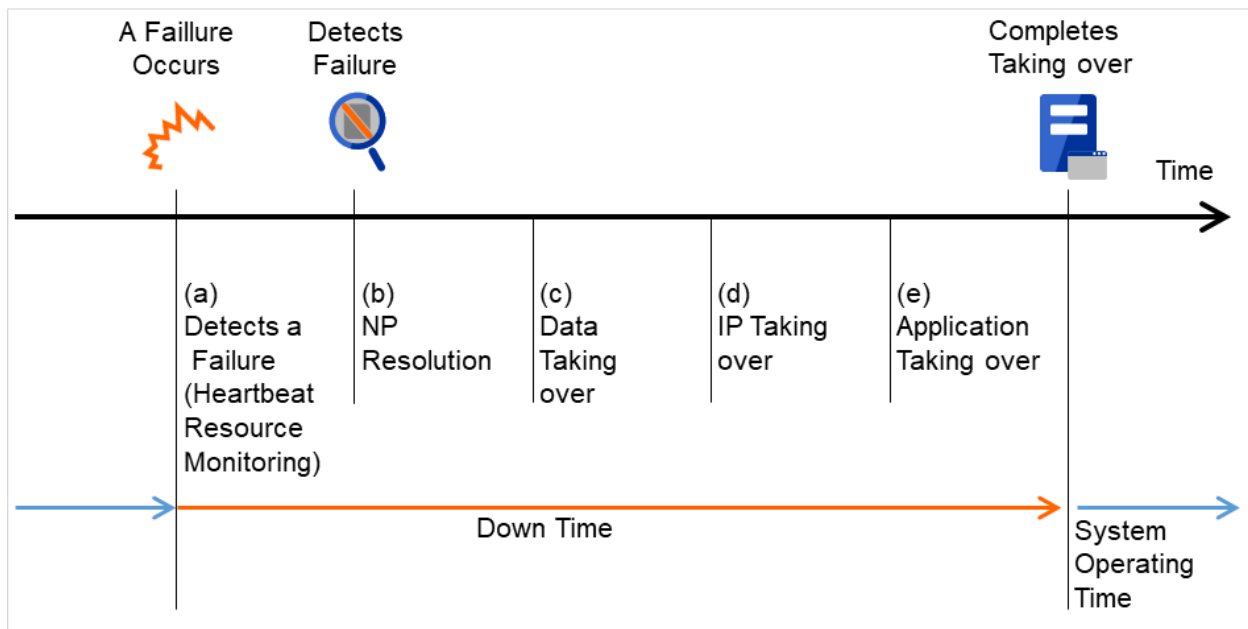 A Faillure
Occurs
Detects
Failure
Completes
Taking over
Time
(a)
Detects a
Failure
(Heartbeat
Resource
Monitoring)
(b)
NP
Resolution
(c)
Data
Taking
over
(d)
IP Taking
over
(e)
Application
Taking over
Down Time
System
Operating
Time